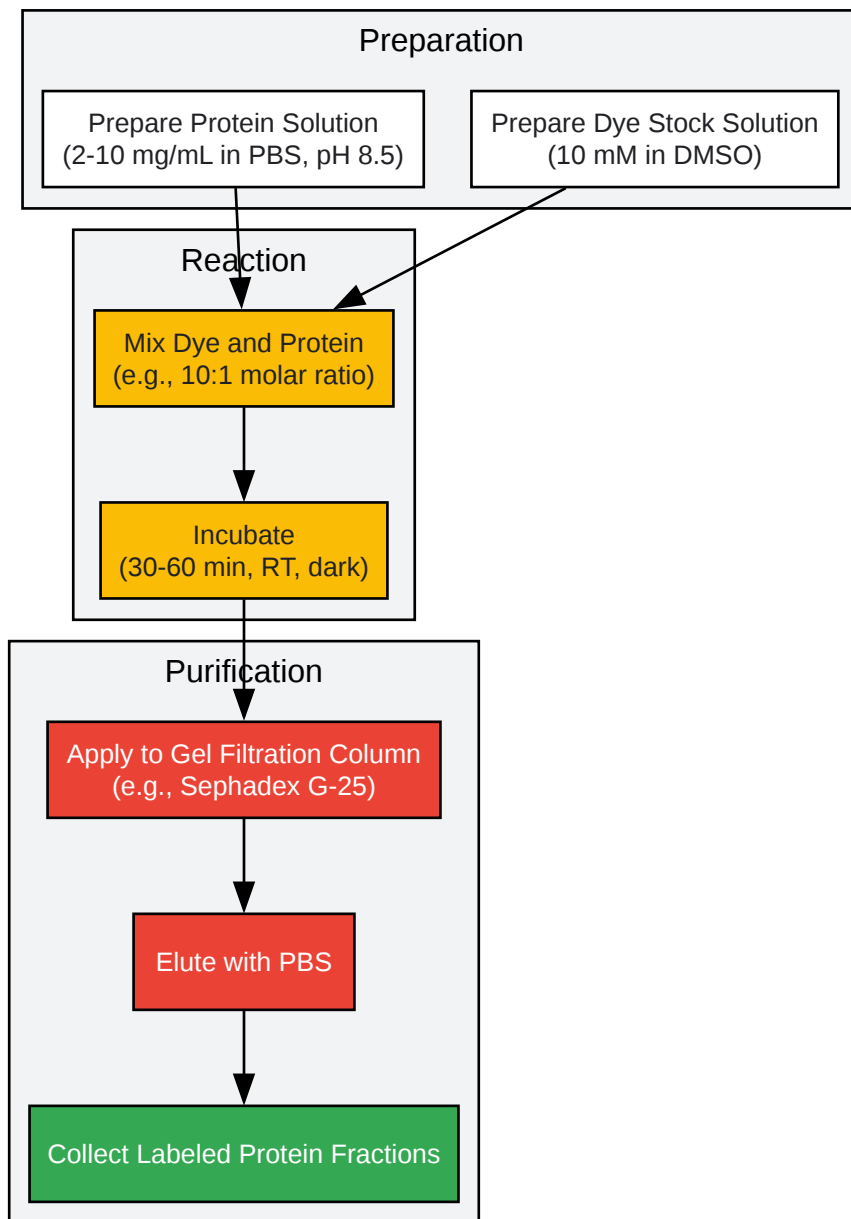 Preparation
Prepare Protein Solution
(2-10 mg/mL in PBS, pH 8.5)
Prepare Dye Stock Solution
(10 mM in DMSO)
Reaction
Mix Dye and Protein
(e.g., 10:1 molar ratio)
Incubate
(30-60 min, RT, dark)
Purification
Apply to Gel Filtration Column
(e.g., Sephadex G-25)
Elute with PBS
Collect Labeled Protein Fractions